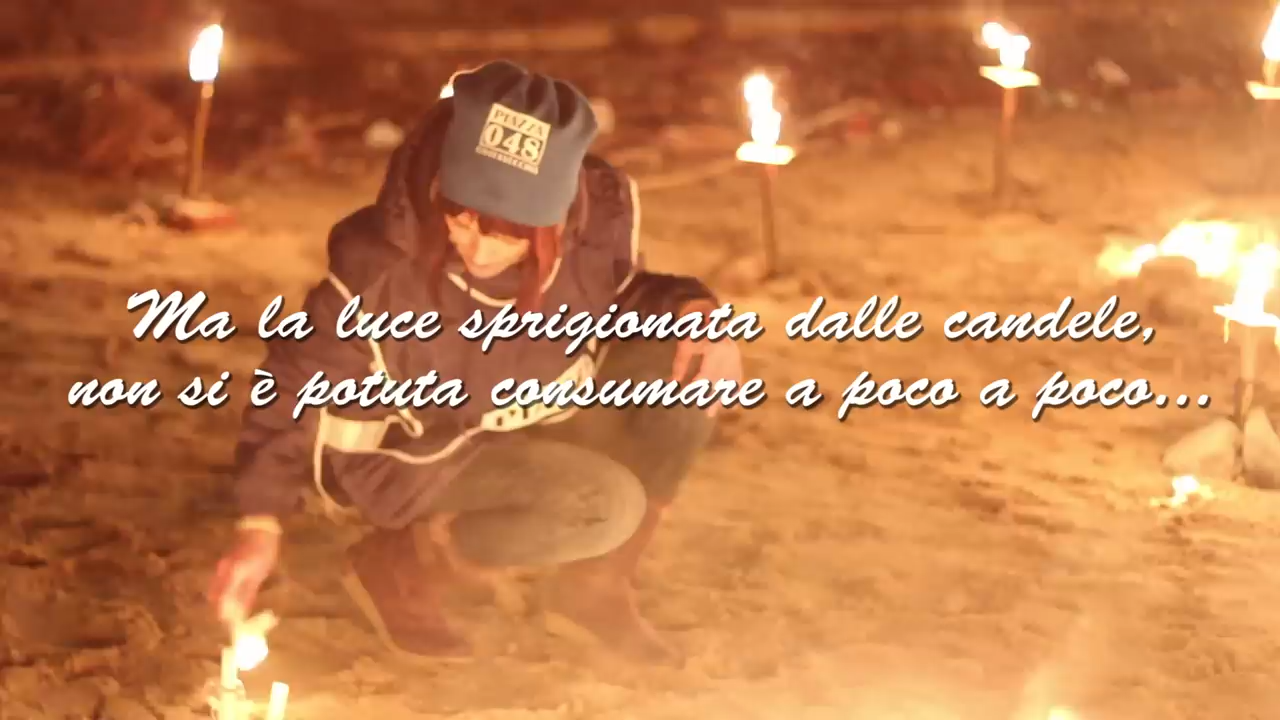 PIAZZA
048
Ma la luce sprigionata dalle candele,
non si è potuta consumare a poco a poco...